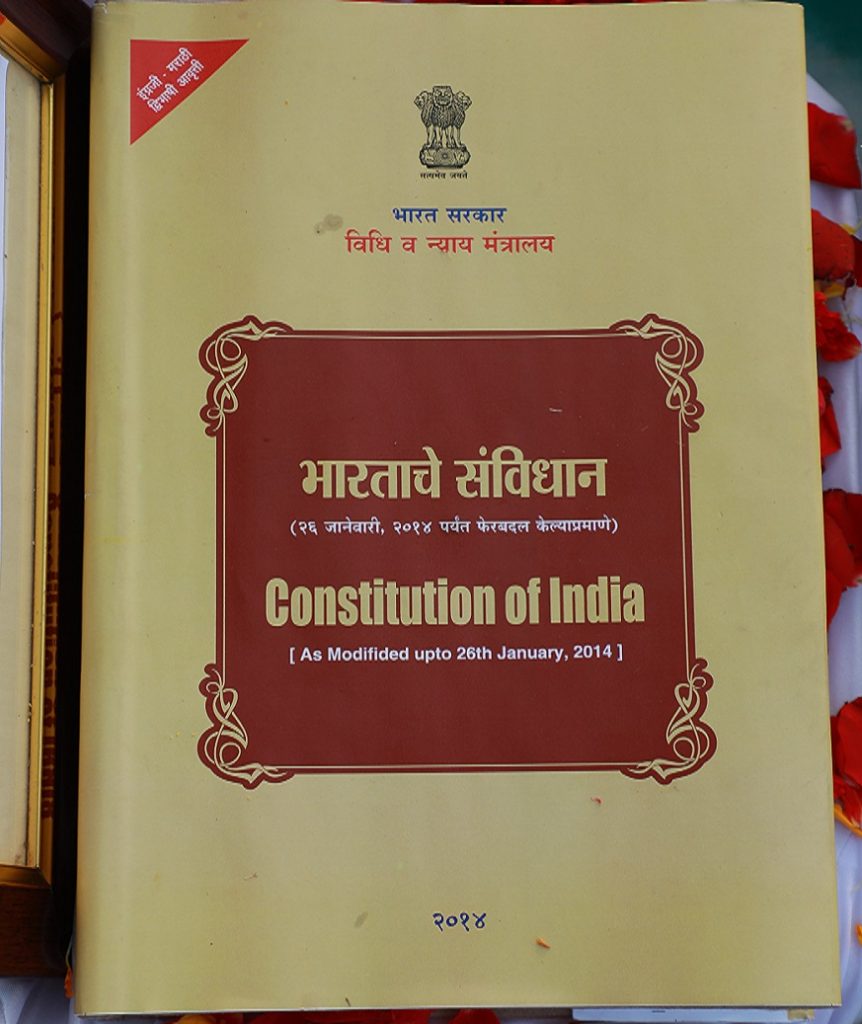 इंग्रजी - मराठी
द्विभाषी आवृत्ती
सत्यमेव जयते
भारत सरकार
विधि व न्याय मंत्रालय
भारताचे संविधान
(२६ जानेवारी, २०१४ पर्यंत फेरबदल केल्याप्रमाणे)
Constitution of India
[ As Modifided upto 26th January, 2014 ]
२०१४